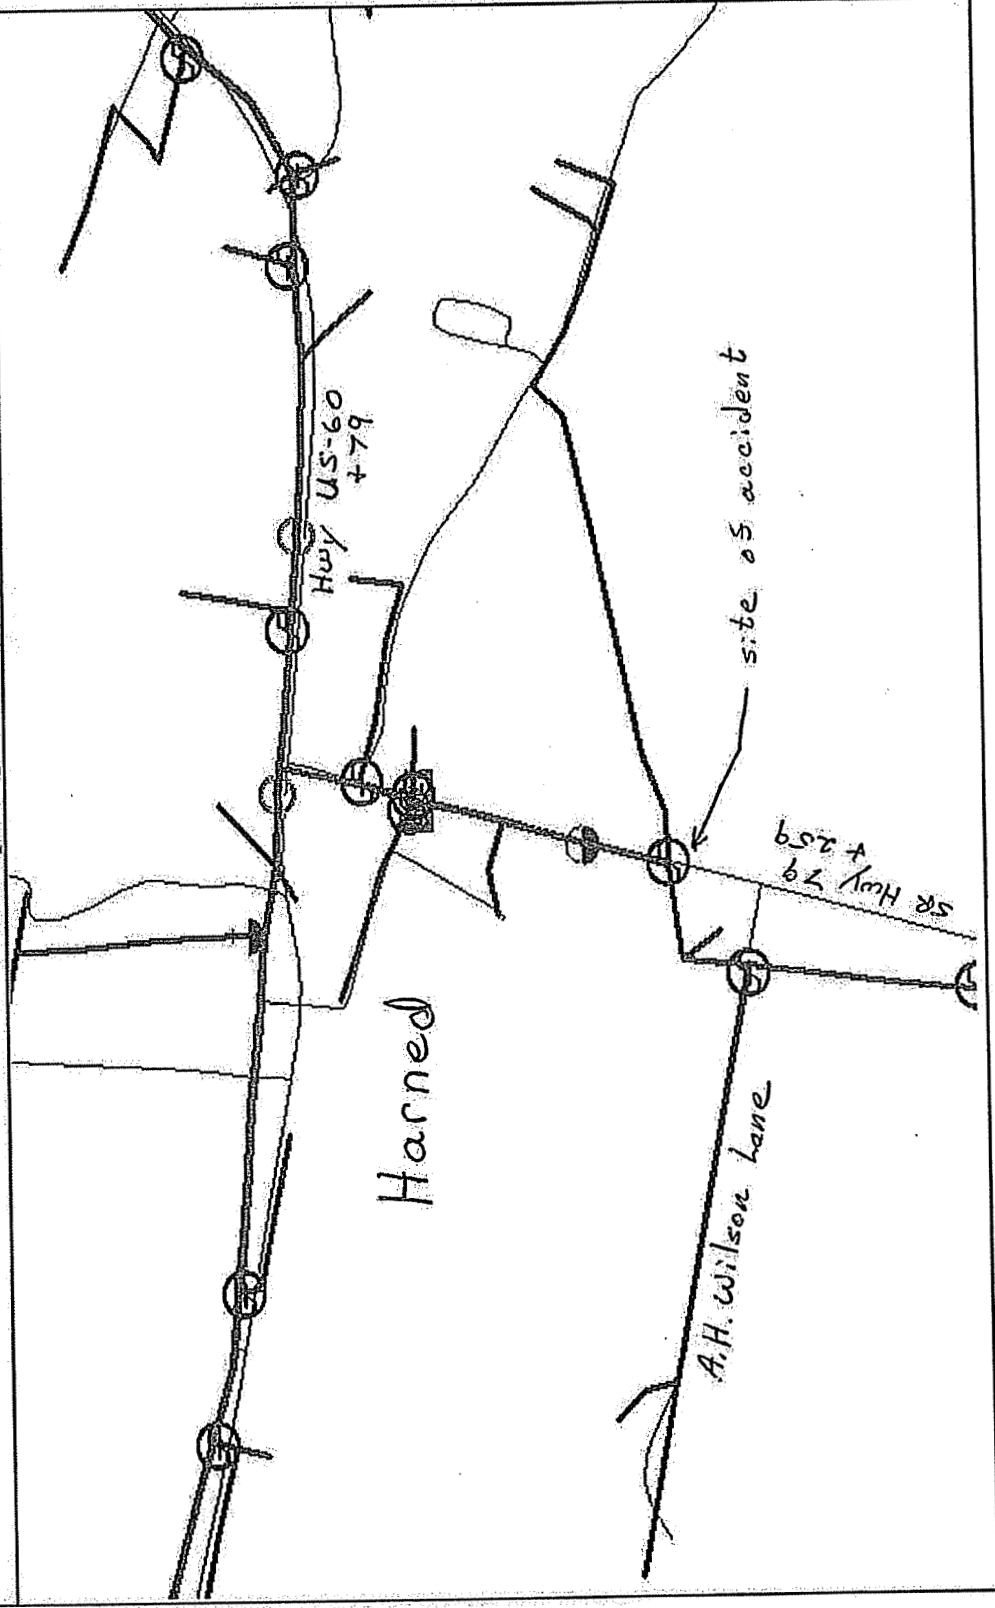 Hwy US-60
+79
Harned
site of accident
SR Hwy 79
+ 259
A.H. Wilson Lane